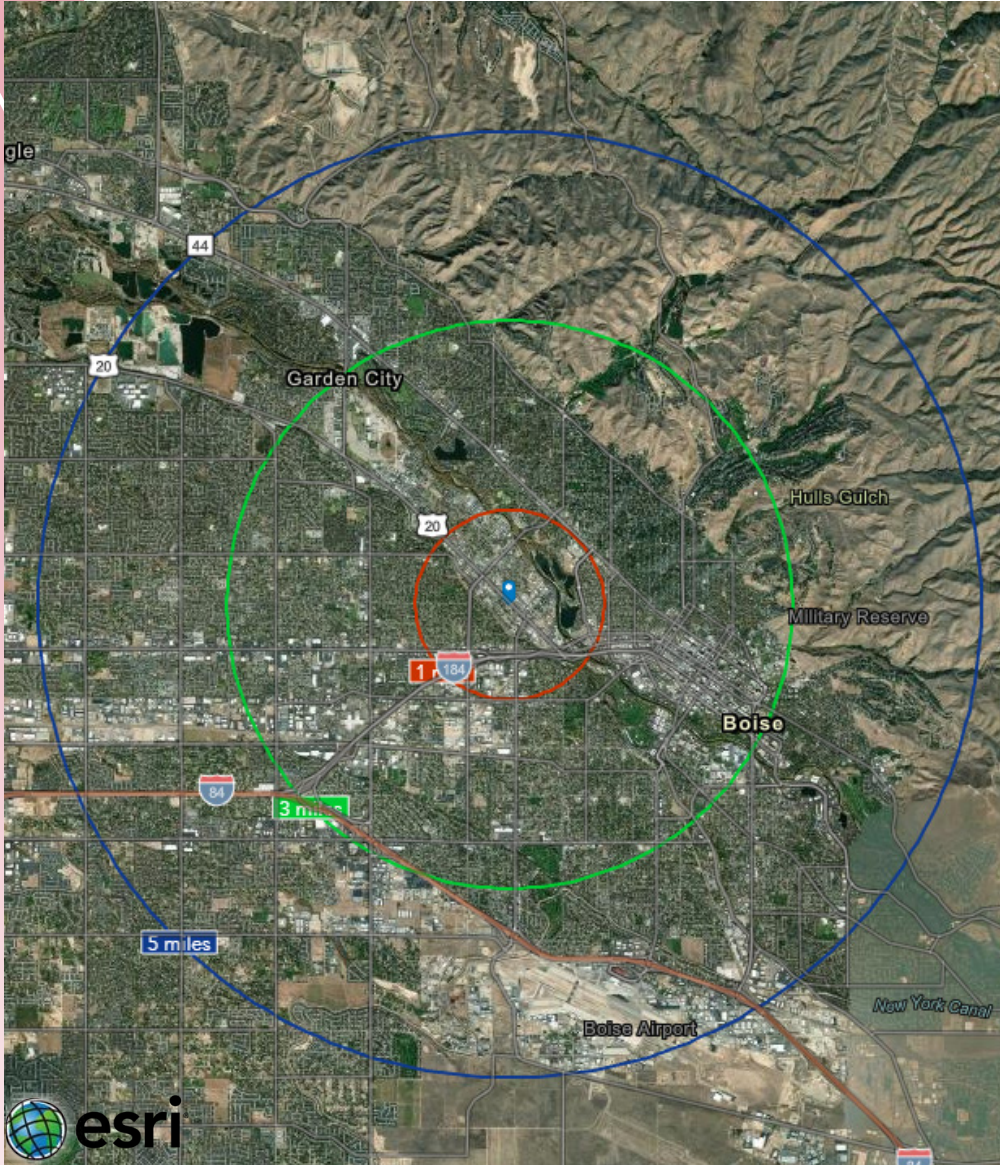 gle
44
20
Garden City
Hulls Gulch
20
Military Reserve
1
184
Boise
84
3 miles
5 miles
New York Canal
Boise Airport
esri
84